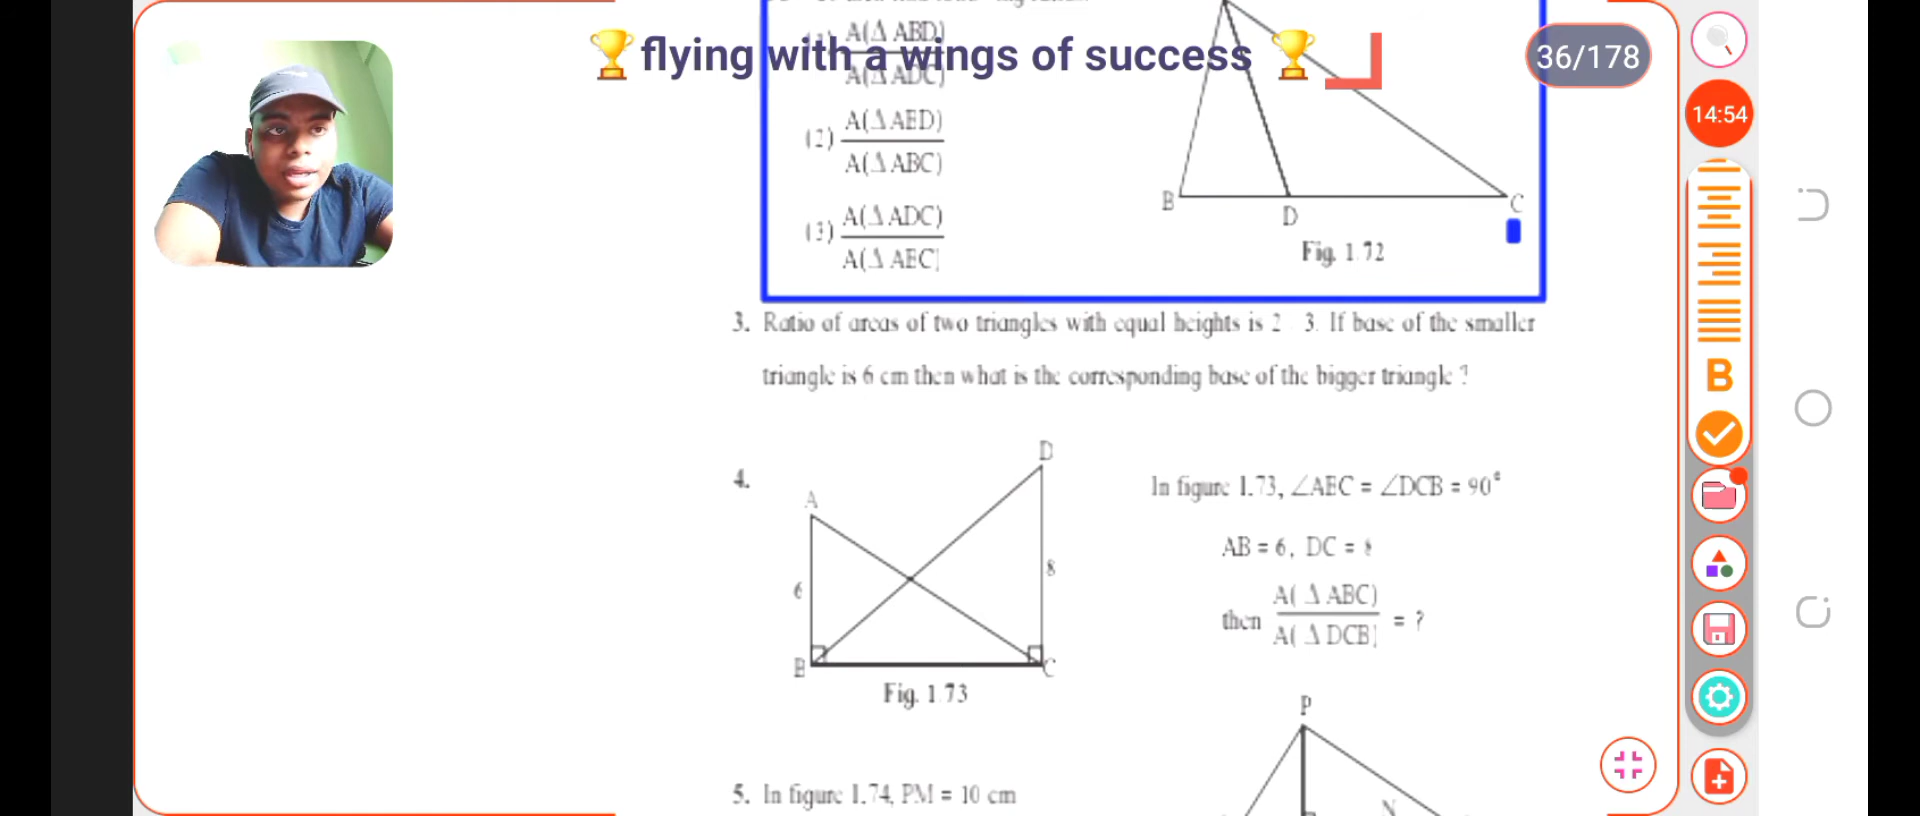 🏆flying with a wings of success 🏆
36/178
14:54
A(Δ ABD)
A(Δ ADC)
(2) A(Δ ABD)
A(Δ ABC)
(3) A(Δ ADC)
A(Δ ABC)
B
D
C
Fig. 1.72
3. Ratio of areas of two triangles with equal heights is 2 : 3. If base of the smaller
triangle is 6 cm then what is the corresponding base of the bigger triangle ?
4.
D
A
6
8
B
C
Fig. 1.73
In figure 1.73, ∠ABC = ∠DCB = 90°
AB = 6, DC = 8
then A( Δ ABC)
A( Δ DCB) = ?
P
N
5. In figure 1.74, PM = 10 cm
B